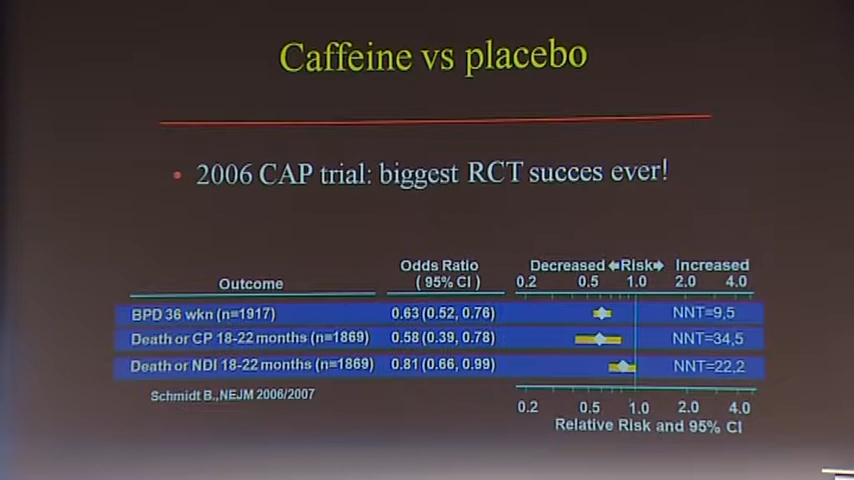 Caffeine vs placebo
• 2006 CAP trial: biggest RCT succes ever!
Outcome Odds Ratio ( 95% CI ) Decreased Risk Increased
0.2 0.5 1.0 2.0 4.0
BPD 36 wkn (n=1917) 0.63 (0.52, 0.76) NNT=9,5
Death or CP 18-22 months (n=1869) 0.58 (0.39, 0.78) NNT=34,5
Death or NDI 18-22 months (n=1869) 0.81 (0.66, 0.99) NNT=22,2
Schmidt B.,NEJM 2006/2007
0.2 0.5 1.0 2.0 4.0
Relative Risk and 95% CI